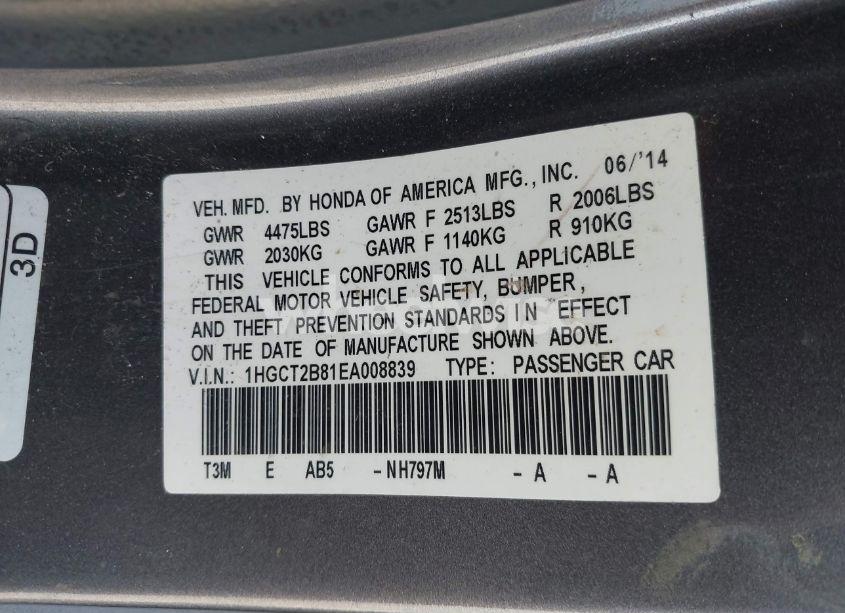 VEH. MFD. BY HONDA OF AMERICA MFG., INC. 06/'14
GVWR 4475LBS GAWR F 2513LBS R 2006LBS
GVWR 2030KG GAWR F 1140KG R 910KG
THIS VEHICLE CONFORMS TO ALL APPLICABLE
FEDERAL MOTOR VEHICLE SAFETY, BUMPER,
AND THEFT PREVENTION STANDARDS IN EFFECT
ON THE DATE OF MANUFACTURE SHOWN ABOVE.
V.I.N.: 1HGCT2B81EA008839 TYPE: PASSENGER CAR
T3M E AB5 -NH797M -A -A
3D